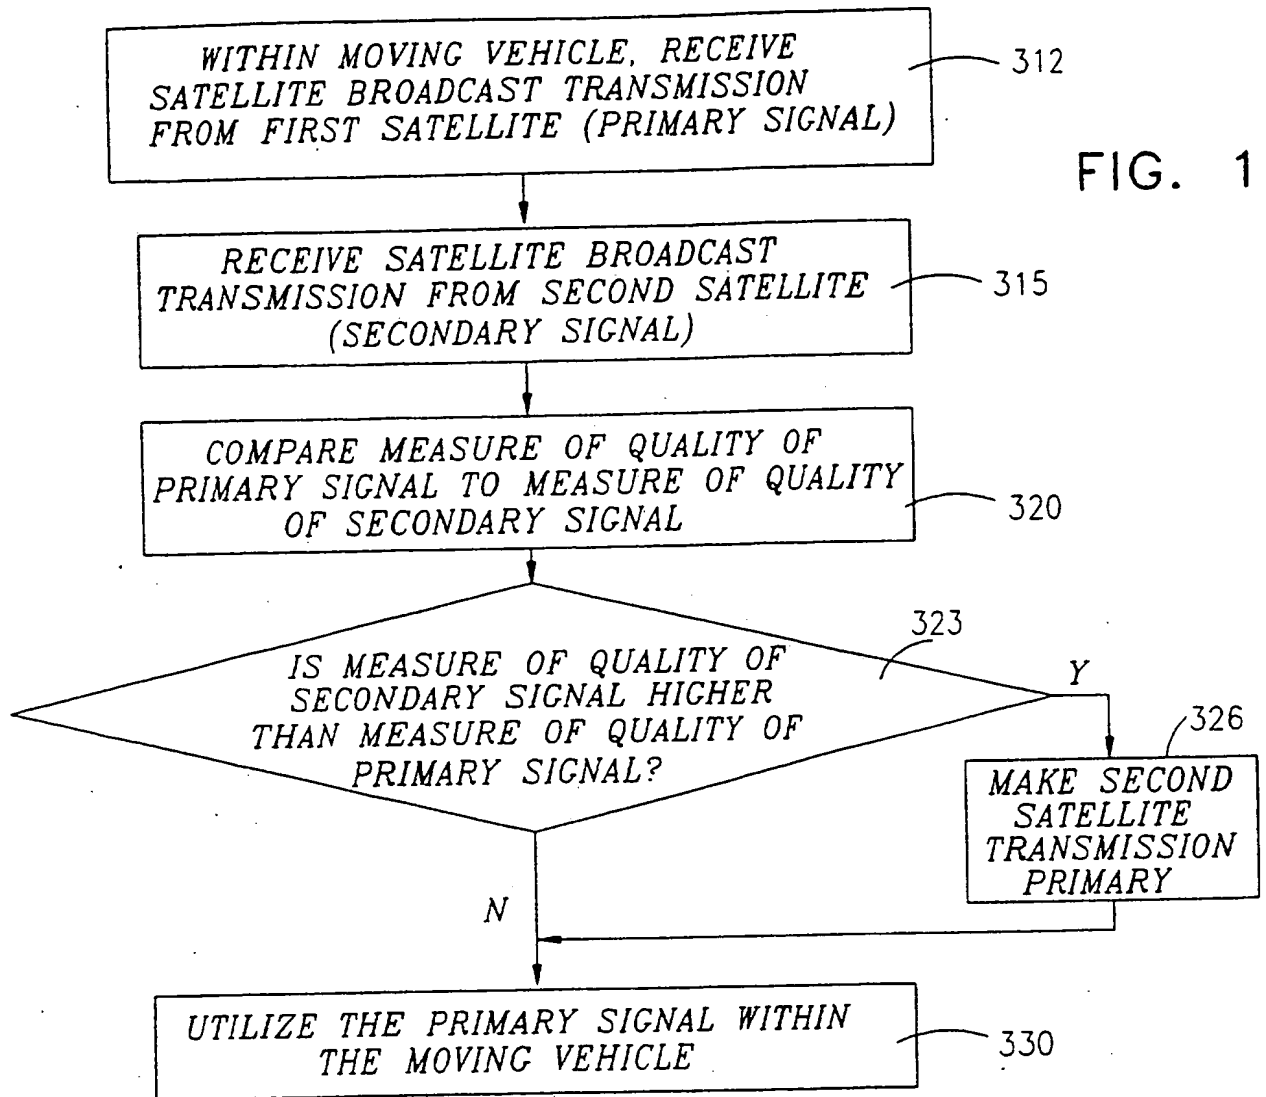 WITHIN MOVING VEHICLE, RECEIVE
SATELLITE BROADCAST TRANSMISSION
FROM FIRST SATELLITE (PRIMARY SIGNAL)
312
FIG. 1
RECEIVE SATELLITE BROADCAST
TRANSMISSION FROM SECOND SATELLITE
(SECONDARY SIGNAL)
315
COMPARE MEASURE OF QUALITY OF
PRIMARY SIGNAL TO MEASURE OF QUALITY
OF SECONDARY SIGNAL
320
IS MEASURE OF QUALITY OF
SECONDARY SIGNAL HIGHER
THAN MEASURE OF QUALITY OF
PRIMARY SIGNAL?
323
Y
326
MAKE SECOND
SATELLITE
TRANSMISSION
PRIMARY
N
UTILIZE THE PRIMARY SIGNAL WITHIN
THE MOVING VEHICLE
330